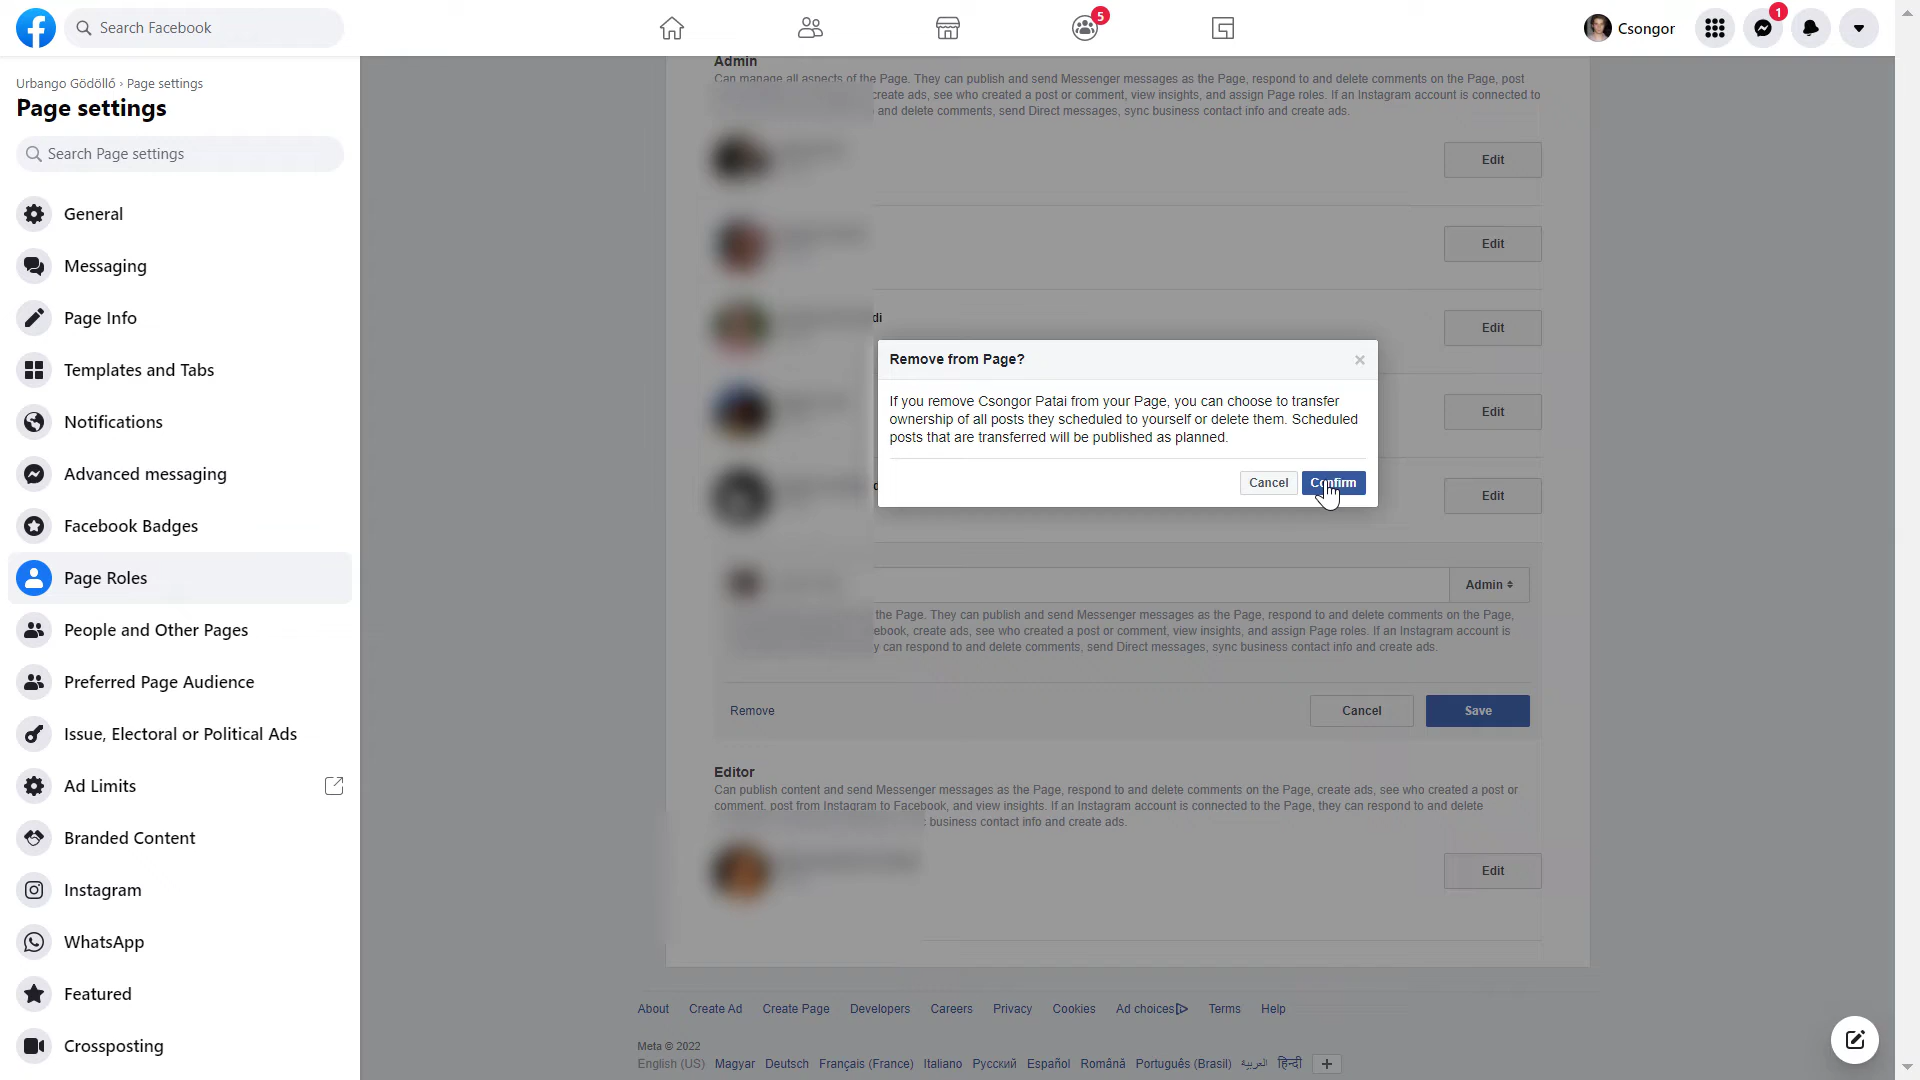 Search Facebook
5
Csongor
1
Urbango Gödöllő › Page settings
Page settings
Search Page settings
General
Messaging
Page Info
Templates and Tabs
Notifications
Advanced messaging
Facebook Badges
Page Roles
People and Other Pages
Preferred Page Audience
Issue, Electoral or Political Ads
Ad Limits
Branded Content
Instagram
WhatsApp
Featured
Crossposting
Admin
Can manage all aspects of the Page. They can publish and send Messenger messages as the Page, respond to and delete comments on the Page, post
create ads, see who created a post or comment, view insights, and assign Page roles. If an Instagram account is connected to
and delete comments, send Direct messages, sync business contact info and create ads.
Edit
Edit
di
Edit
Edit
Edit
Remove from Page?
If you remove Csongor Patai from your Page, you can choose to transfer
ownership of all posts they scheduled to yourself or delete them. Scheduled
posts that are transferred will be published as planned.
Cancel
Confirm
Admin
the Page. They can publish and send Messenger messages as the Page, respond to and delete comments on the Page,
ebook, create ads, see who created a post or comment, view insights, and assign Page roles. If an Instagram account is
y can respond to and delete comments, send Direct messages, sync business contact info and create ads.
Remove
Cancel
Save
Editor
Can publish content and send Messenger messages as the Page, respond to and delete comments on the Page, create ads, see who created a post or
comment, post from Instagram to Facebook, and view insights. If an Instagram account is connected to the Page, they can respond to and delete
business contact info and create ads.
Edit
About Create Ad Create Page Developers Careers Privacy Cookies Ad choices Terms Help
Meta © 2022
English (US) Magyar Deutsch Français (France) Italiano Русский Español Română Português (Brasil) العربية हिन्दी +